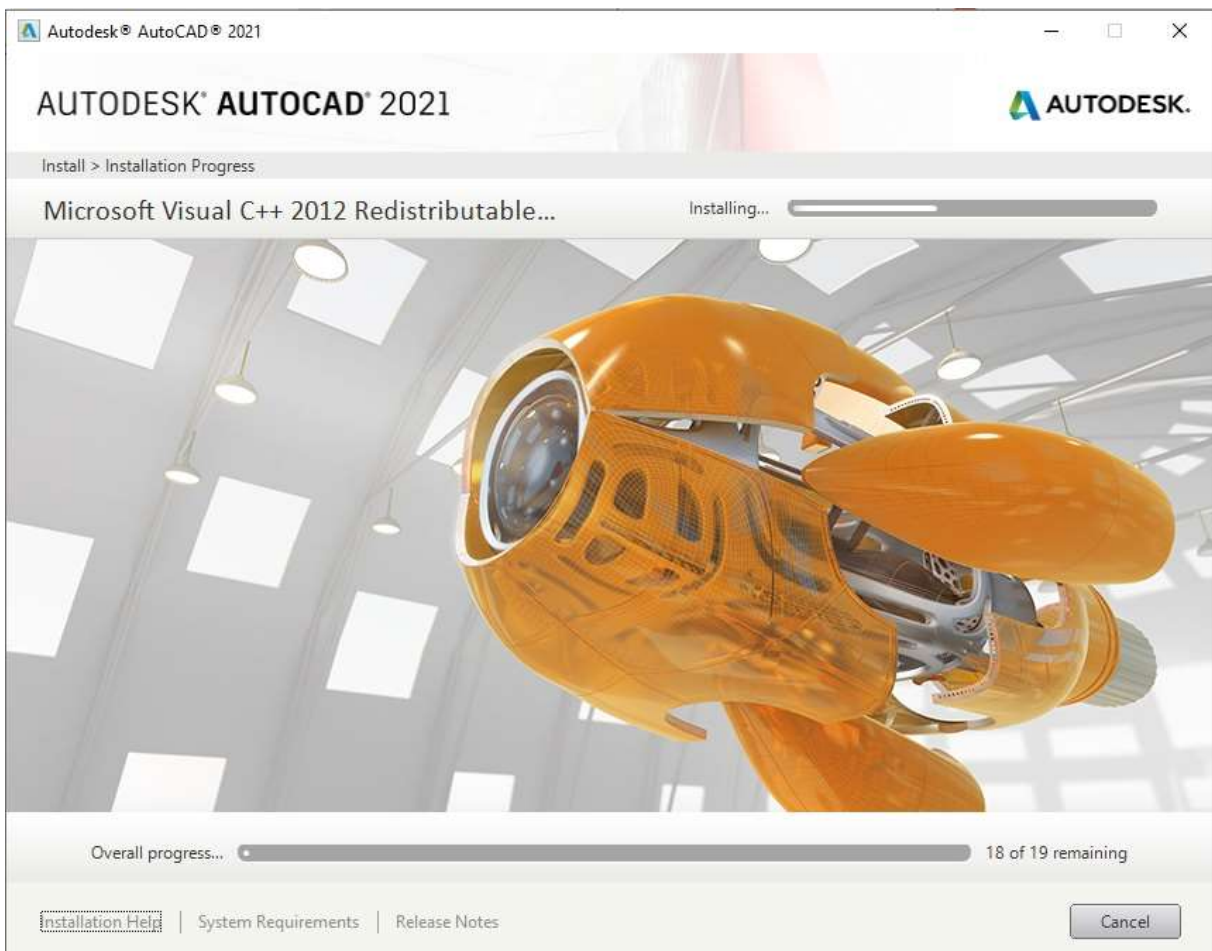 Autodesk® AutoCAD® 2021
AUTODESK® AUTOCAD® 2021
AUTODESK.
Install > Installation Progress
Microsoft Visual C++ 2012 Redistributable...
Installing...
Overall progress...
18 of 19 remaining
Installation Help
System Requirements
Release Notes
Cancel